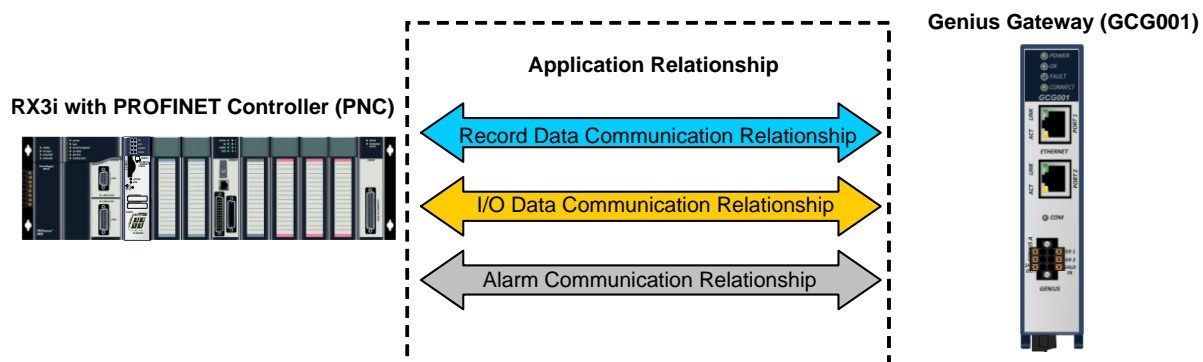 Genius Gateway (GCG001)
Application Relationship
RX3i with PROFINET Controller (PNC)
Record Data Communication Relationship
I/O Data Communication Relationship
Alarm Communication Relationship
POWER
OK
FAULT
CONNECT
GCG001
LINK
ACT
PORT 1
ETHERNET
LINK
ACT
PORT 2
COM
GENIUS